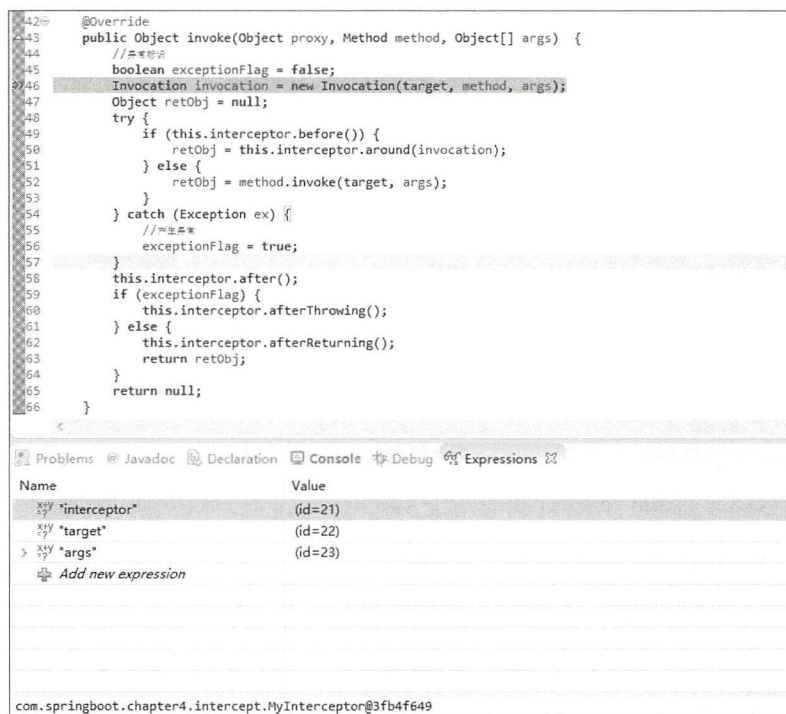 42 @Override
43 public Object invoke(Object proxy, Method method, Object[] args) {
44 //异常标识
45 boolean exceptionFlag = false;
46 Invocation invocation = new Invocation(target, method, args);
47 Object retObj = null;
48 try {
49 if (this.interceptor.before()) {
50 retObj = this.interceptor.around(invocation);
51 } else {
52 retObj = method.invoke(target, args);
53 }
54 } catch (Exception ex) {
55 //产生异常
56 exceptionFlag = true;
57 }
58 this.interceptor.after();
59 if (exceptionFlag) {
60 this.interceptor.afterThrowing();
61 } else {
62 this.interceptor.afterReturning();
63 return retObj;
64 }
65 return null;
66 }
Problems @ Javadoc Declaration Console Debug Expressions
Name Value
"interceptor" (id=21)
"target" (id=22)
"args" (id=23)
Add new expression
com.springboot.chapter4.intercept.MyInterceptor@3fb4f649